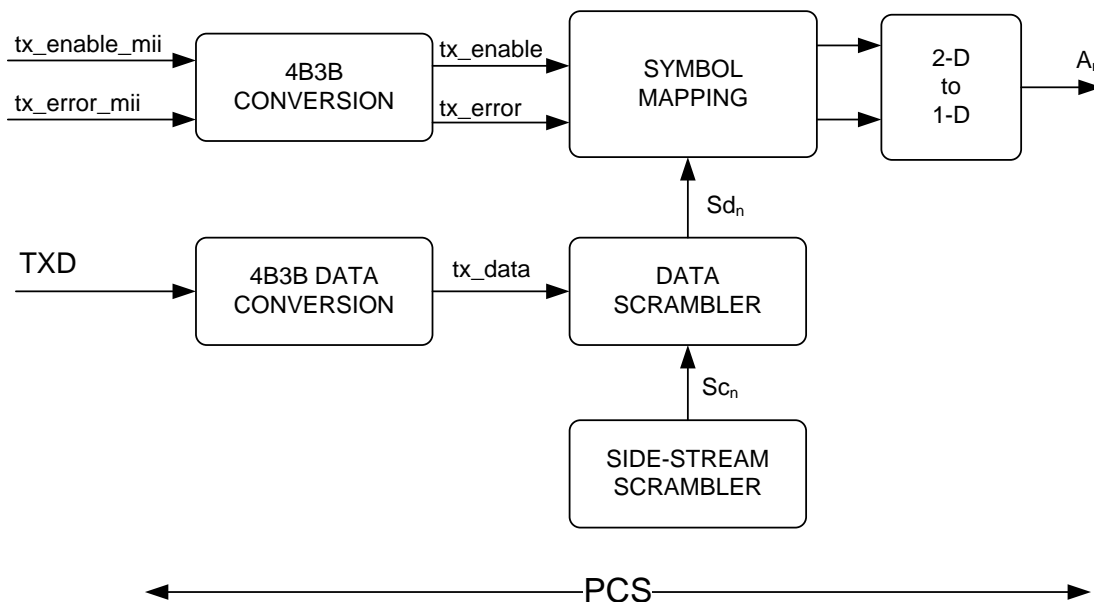 tx_enable_mii
tx_error_mii
4B3B
CONVERSION
tx_enable
tx_error
SYMBOL
MAPPING
2-D
to
1-D
Aₙ
Sdₙ
TXD
4B3B DATA
CONVERSION
tx_data
DATA
SCRAMBLER
Scₙ
SIDE-STREAM
SCRAMBLER
PCS